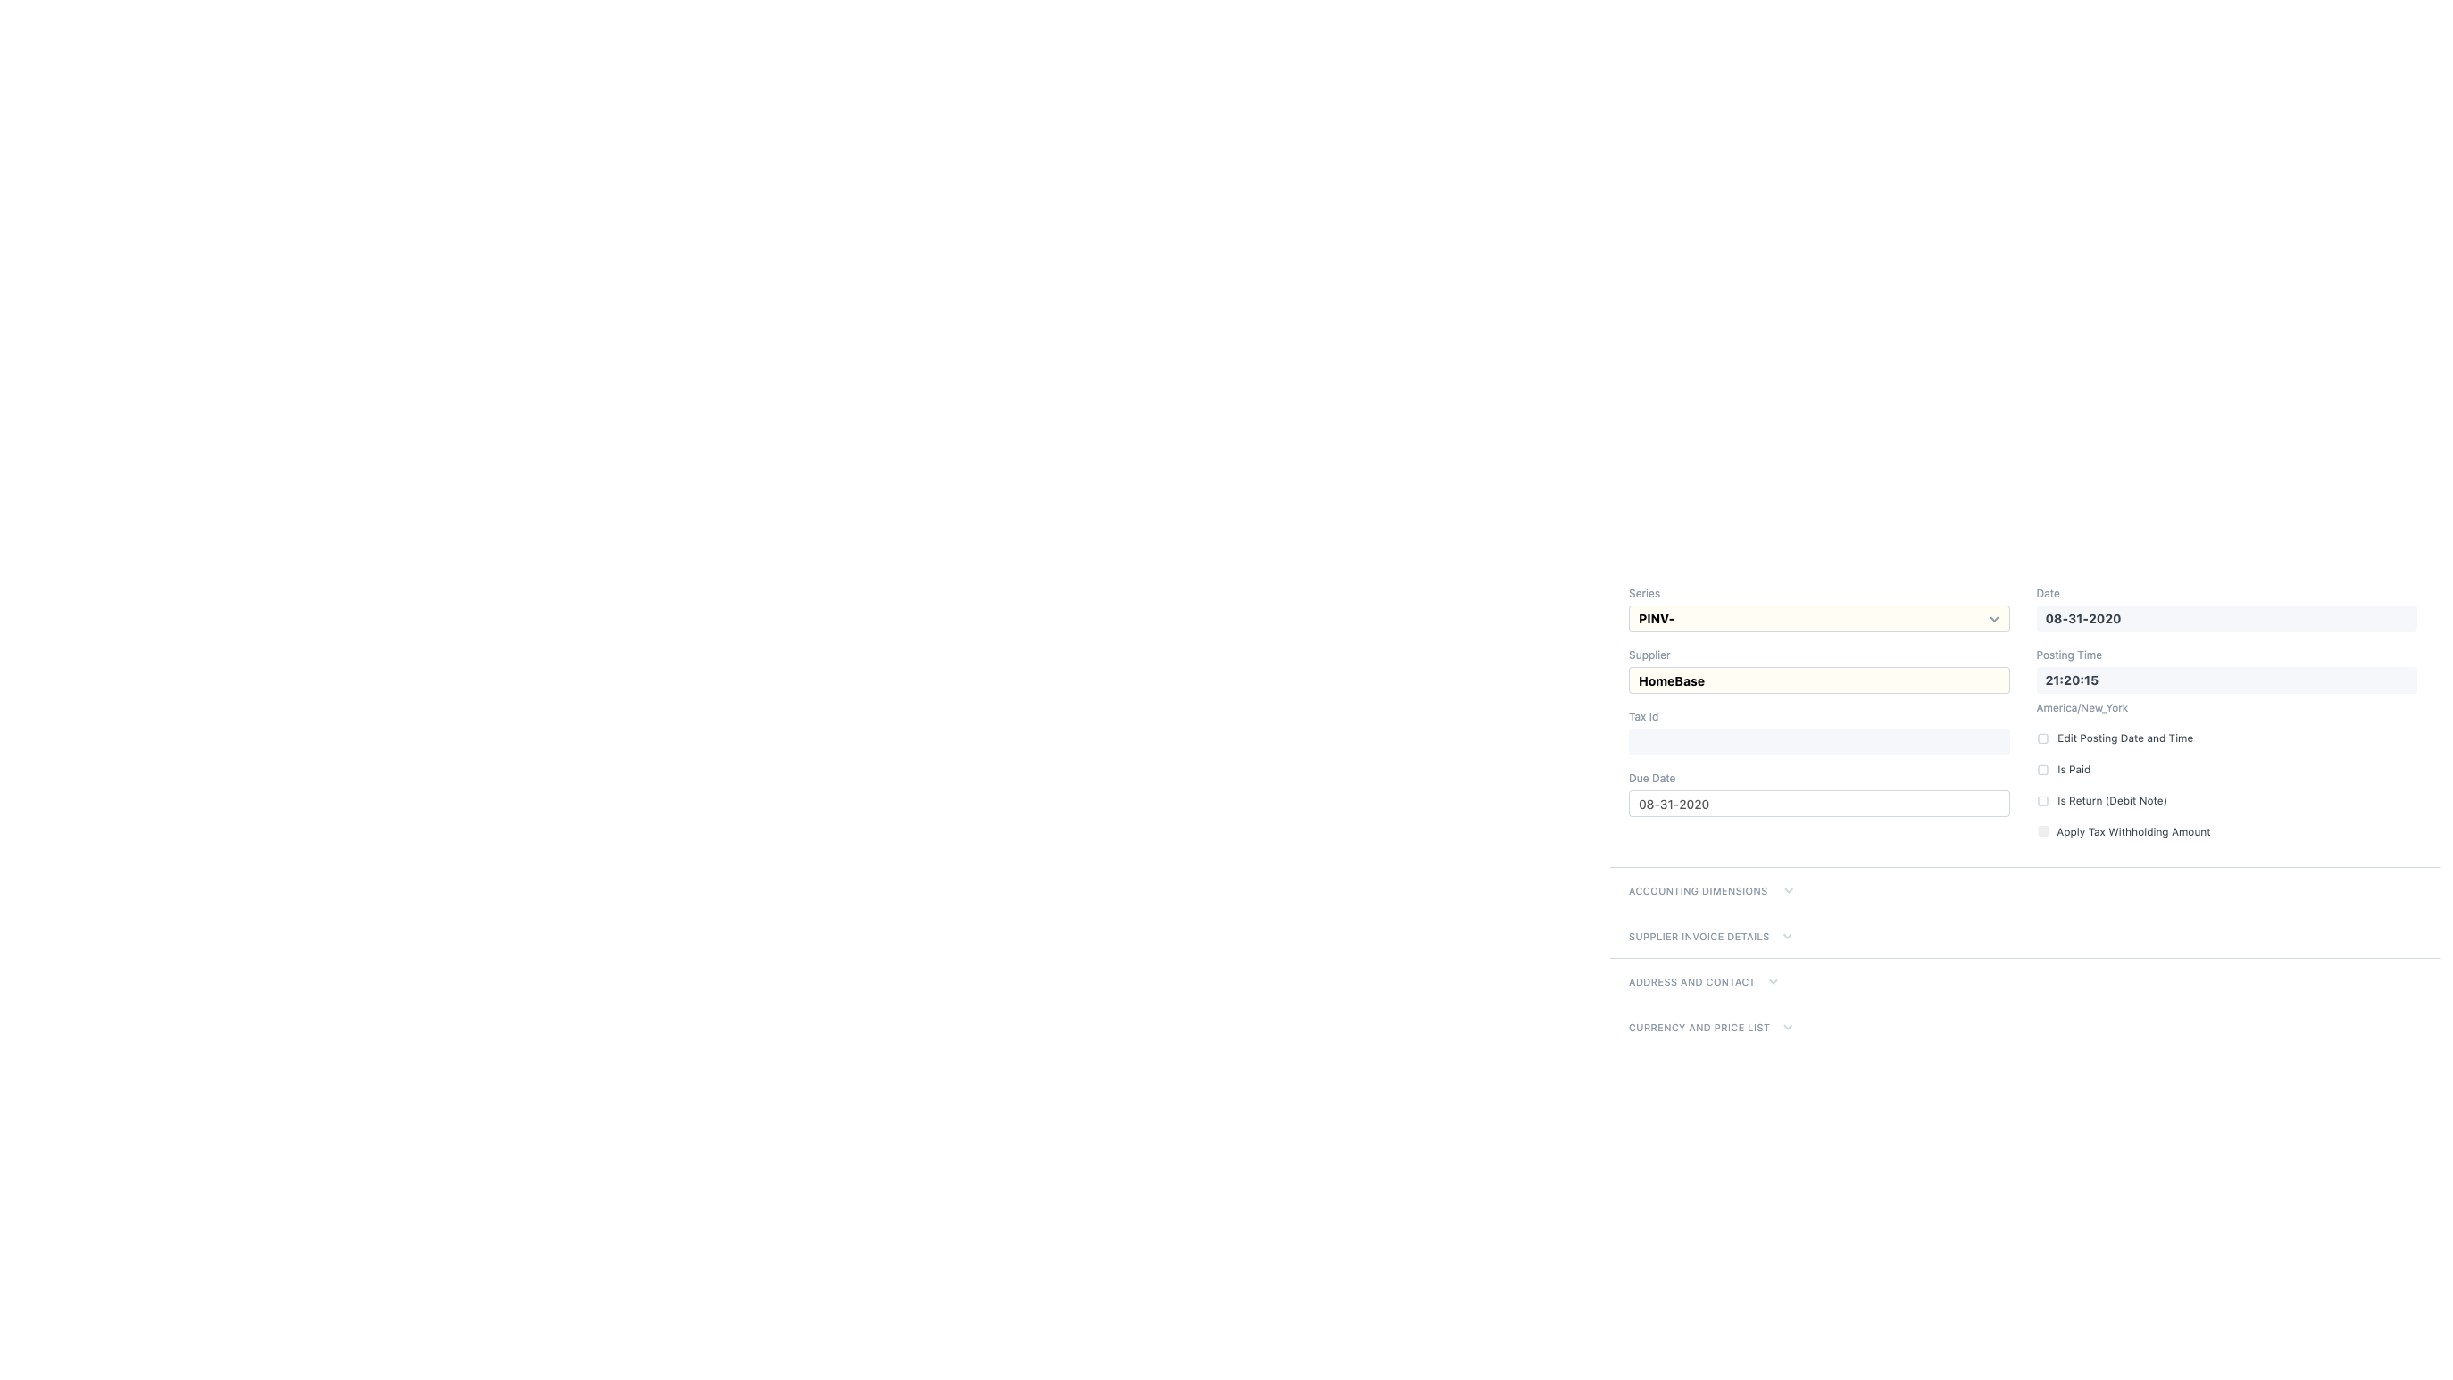 Series
PINV-
Supplier
HomeBase
Tax Id
Due Date
08-31-2020
Date
08-31-2020
Posting Time
21:20:15
America/New_York
Edit Posting Date and Time
Is Paid
Is Return (Debit Note)
Apply Tax Withholding Amount
ACCOUNTING DIMENSIONS
SUPPLIER INVOICE DETAILS
ADDRESS AND CONTACT
CURRENCY AND PRICE LIST